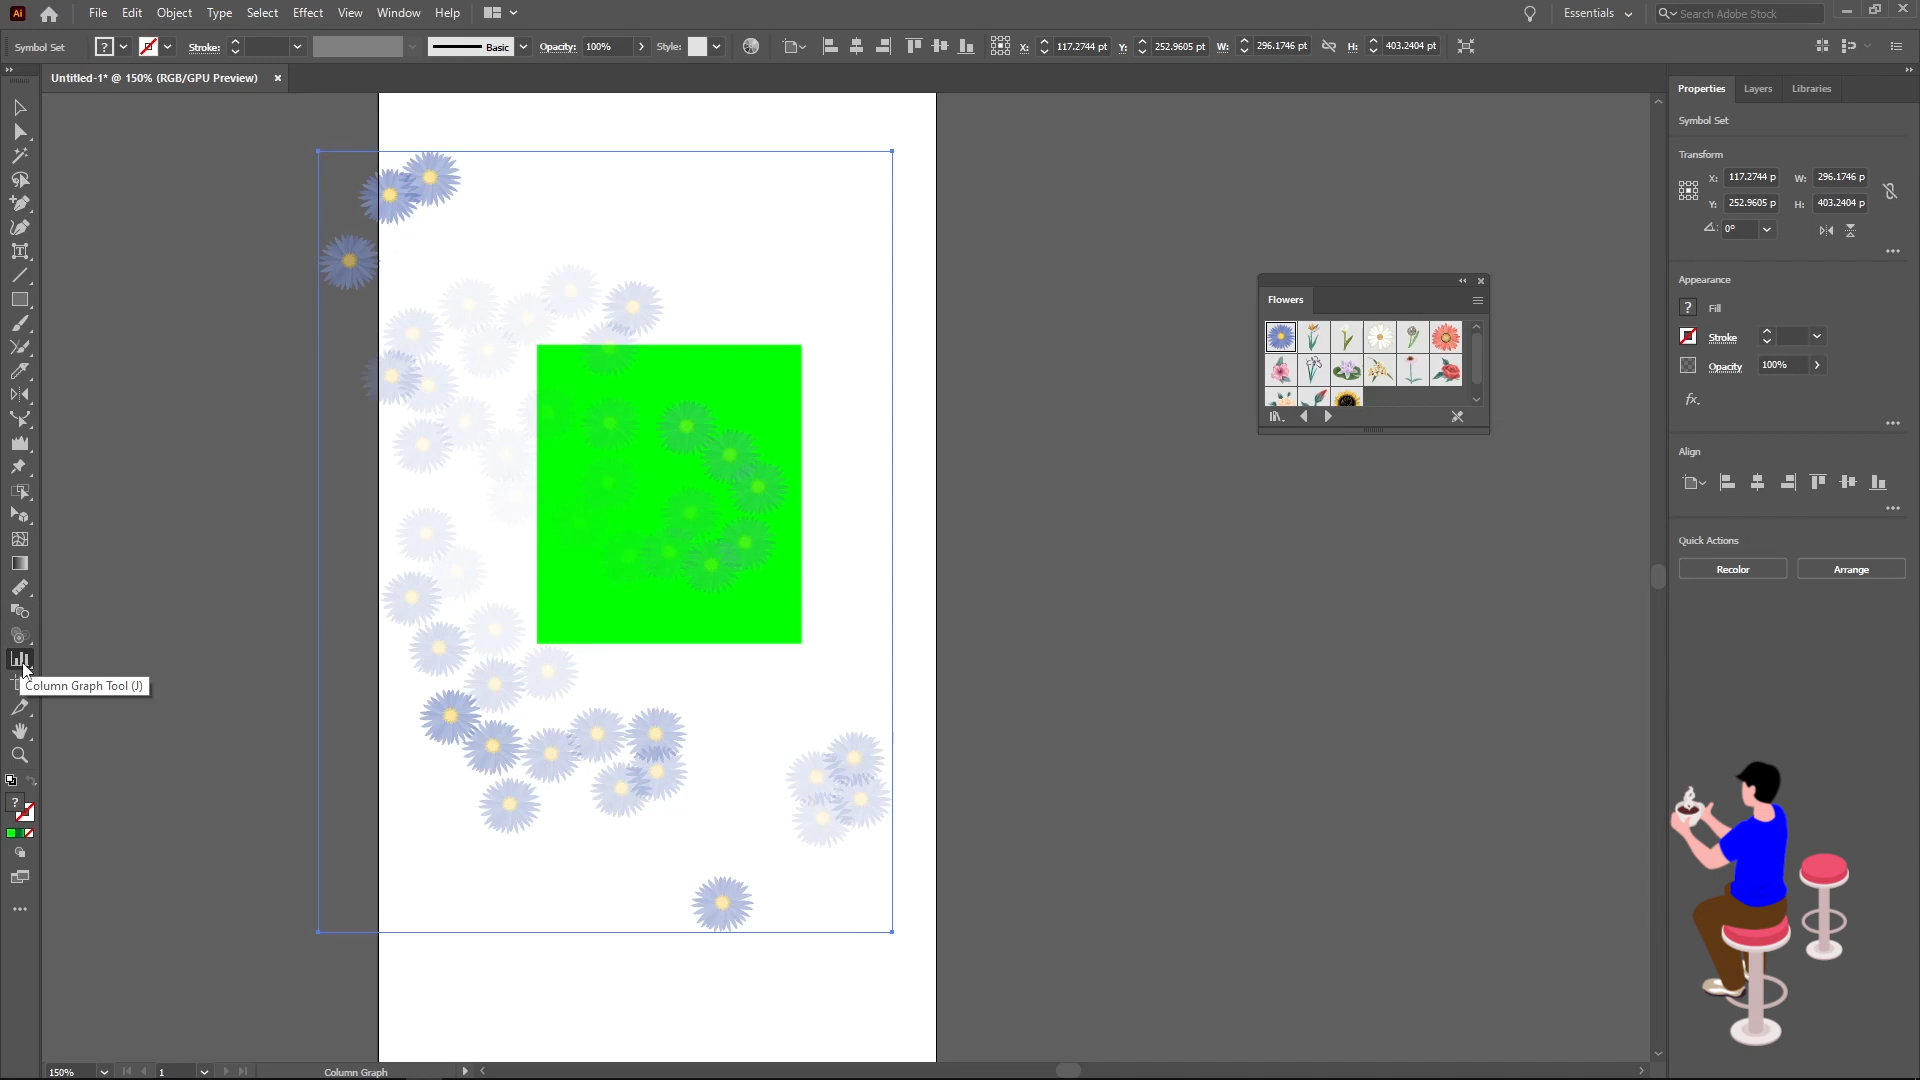 Ai File Edit Object Type Select Effect View Window Help Essentials Search Adobe Stock
Symbol Set ? Stroke: Basic Opacity: 100% Style: X: 117.2744 pt Y: 252.9605 pt W: 296.1746 pt H: 403.2404 pt
Untitled-1* @ 150% (RGB/GPU Preview)
Properties Layers Libraries
Symbol Set
Transform
X: 117.2744 p W: 296.1746 p
Y: 252.9605 p H: 403.2404 p
0°
Appearance
? Fill
Stroke
Opacity 100%
fx.
Align
Quick Actions
Recolor Arrange
Flowers
Column Graph Tool (J)
?
150% 1 Column Graph